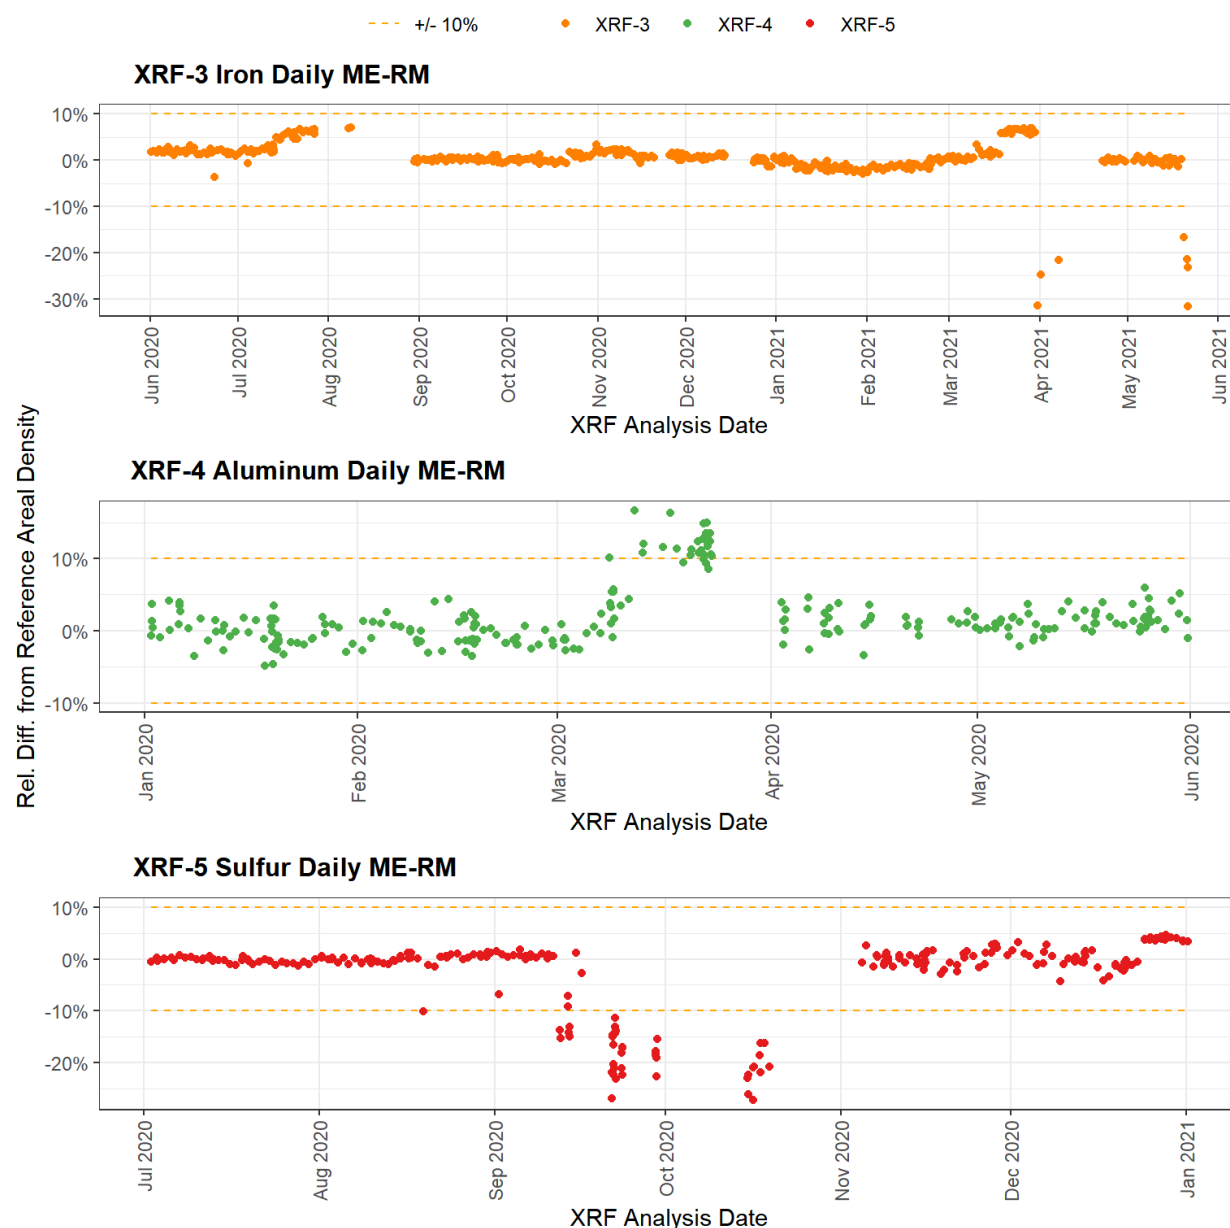 +/- 10% XRF-3 XRF-4 XRF-5
XRF-3 Iron Daily ME-RM
10%
0%
-10%
-20%
-30%
Jun 2020 Jul 2020 Aug 2020 Sep 2020 Oct 2020 Nov 2020 Dec 2020 Jan 2021 Feb 2021 Mar 2021 Apr 2021 May 2021 Jun 2021
XRF Analysis Date
Rel. Diff. from Reference Areal Density
XRF-4 Aluminum Daily ME-RM
10%
0%
-10%
Jan 2020 Feb 2020 Mar 2020 Apr 2020 May 2020 Jun 2020
XRF Analysis Date
XRF-5 Sulfur Daily ME-RM
10%
0%
-10%
-20%
Jul 2020 Aug 2020 Sep 2020 Oct 2020 Nov 2020 Dec 2020 Jan 2021
XRF Analysis Date